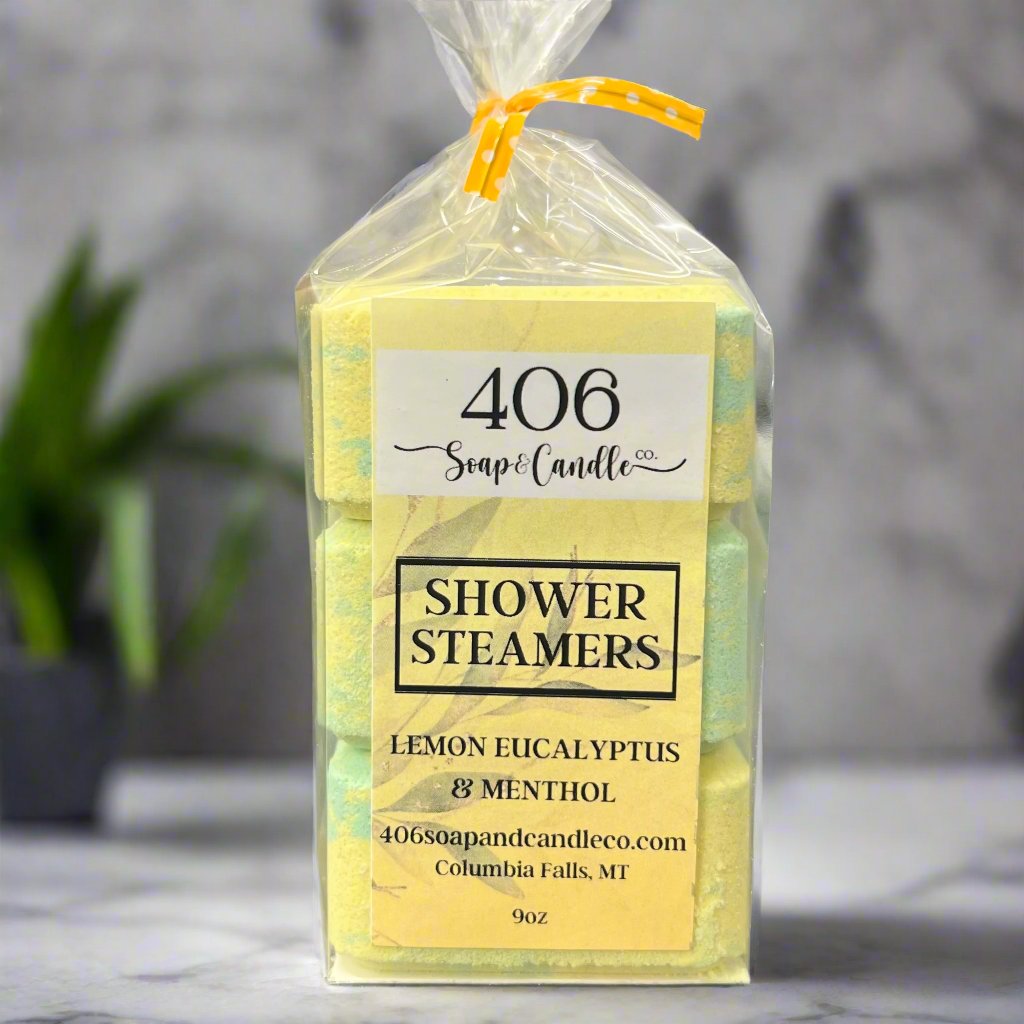 406
Soap & Candle CO.
SHOWER
STEAMERS
LEMON EUCALYPTUS
& MENTHOL
406soapandcandleco.com
Columbia Falls, MT
9oz